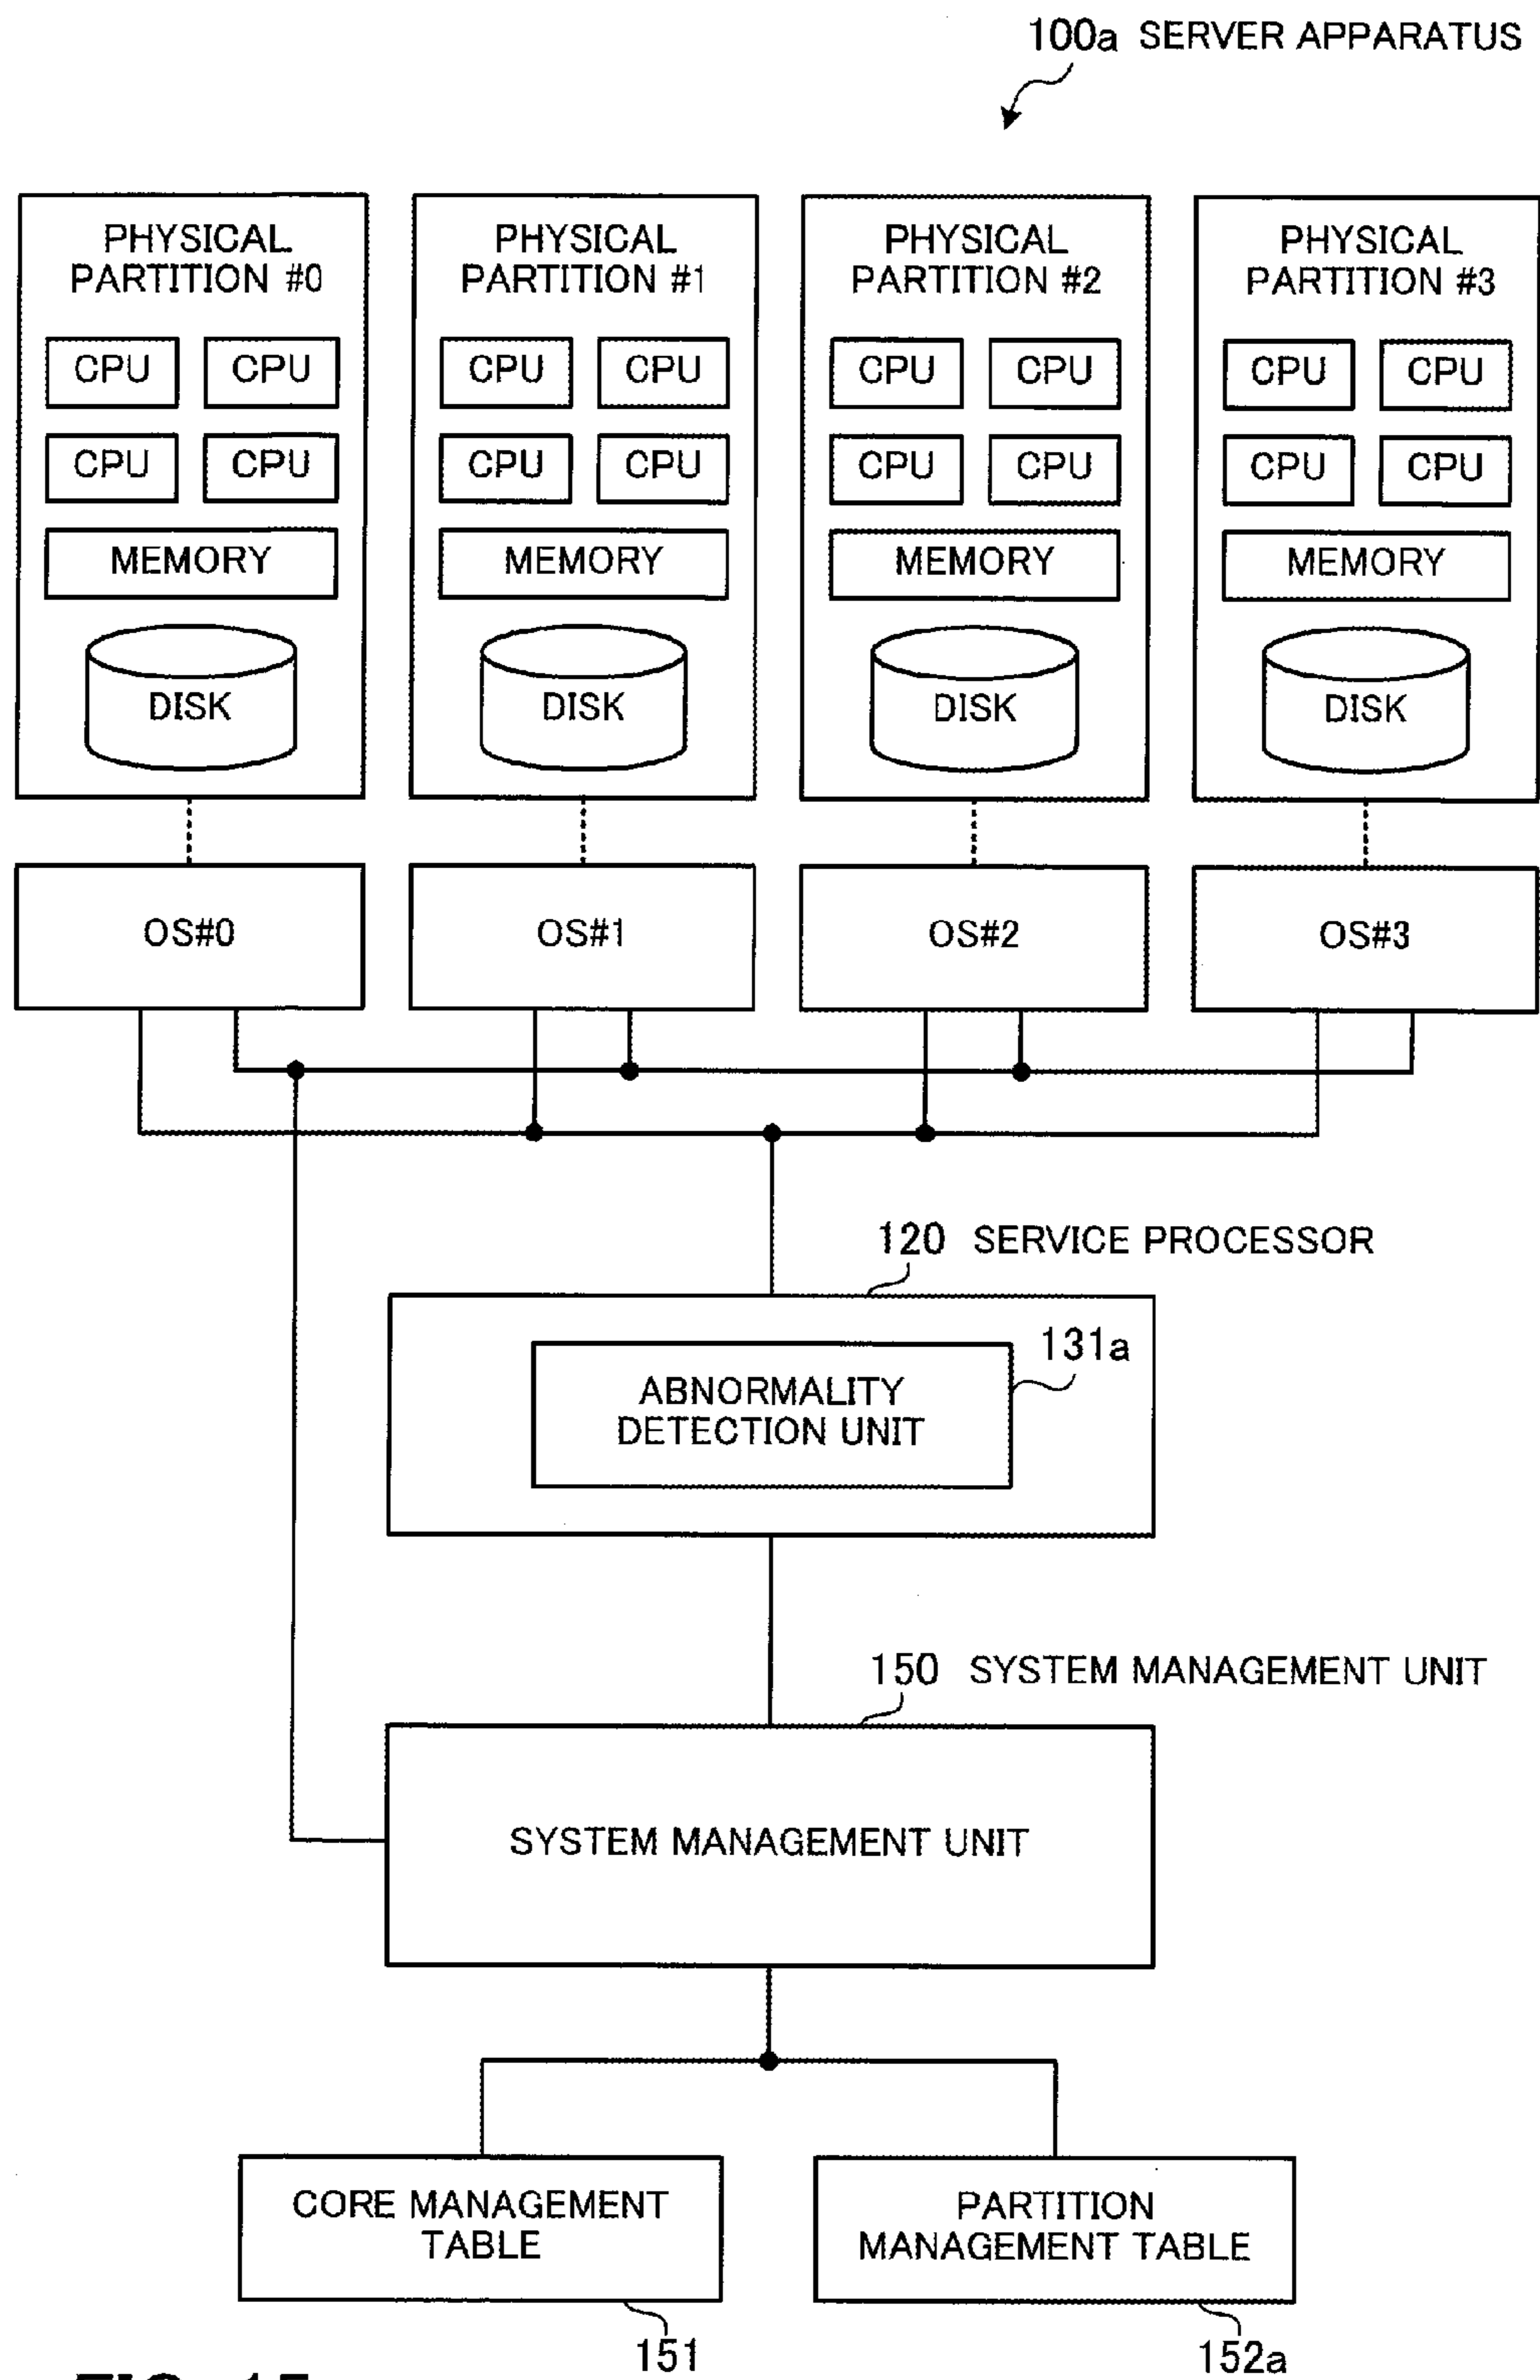 100a SERVER APPARATUS
PHYSICAL
PARTITION #0
PHYSICAL
PARTITION #1
PHYSICAL
PARTITION #2
PHYSICAL
PARTITION #3
CPU CPU
CPU CPU
CPU CPU
CPU CPU
CPU CPU
CPU CPU
CPU CPU
CPU CPU
MEMORY
MEMORY
MEMORY
MEMORY
DISK
DISK
DISK
DISK
OS#0
OS#1
OS#2
OS#3
120 SERVICE PROCESSOR
131a
ABNORMALITY
DETECTION UNIT
150 SYSTEM MANAGEMENT UNIT
SYSTEM MANAGEMENT UNIT
CORE MANAGEMENT
TABLE
PARTITION
MANAGEMENT TABLE
151
152a